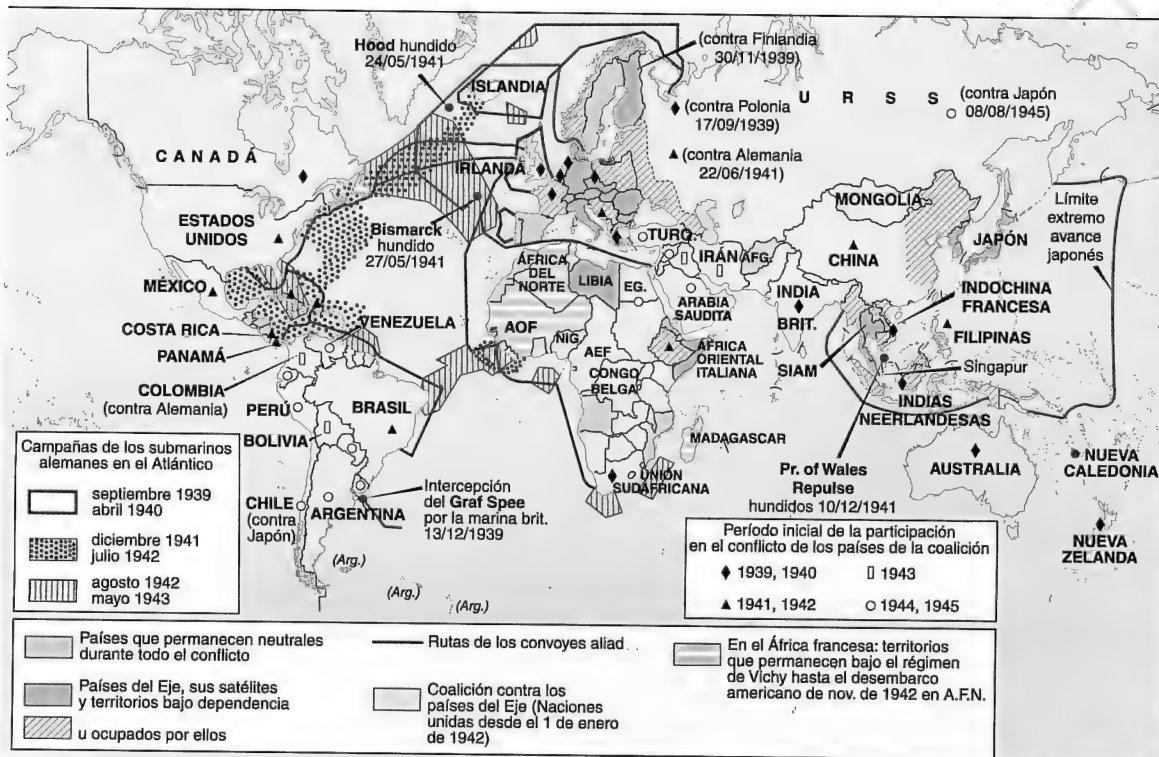 Hood hundido
24/05/1941
ISLANDIA
(contra Finlandia
30/11/1939)
(contra Polonia
17/09/1939)
U R S S
(contra Japón
08/08/1945)
(contra Alemania
22/06/1941)
CANADÁ
IRLANDA
ESTADOS
UNIDOS
Bismarck
hundido
27/05/1941
MONGOLIA
Límite
extremo
avance
japonés
JAPÓN
CHINA
TURQ.
IRÁN
AFG.
MÉXICO
ÁFRICA
DEL
NORTE
LIBIA
EG.
ARABIA
SAUDITA
INDIA
BRIT.
INDOCHINA
FRANCESA
COSTA RICA
VENEZUELA
AOF
NIG.
AEF
ÁFRICA
ORIENTAL
ITALIANA
FILIPINAS
PANAMÁ
SIAM
Singapur
COLOMBIA
(contra Alemania)
CONGO
BELGA
INDIAS
NEERLANDESAS
PERÚ
BRASIL
BOLIVIA
MADAGASCAR
Pr. of Wales
Repulse
hundidos 10/12/1941
AUSTRALIA
NUEVA
CALEDONIA
UNIÓN
SUDAFRICANA
CHILE
(contra
Japón)
ARGENTINA
Intercepción
del Graf Spee
por la marina brit.
13/12/1939
NUEVA
ZELANDA
(Arg.)
(Arg.)
(Arg.)
Campañas de los submarinos
alemanes en el Atlántico
septiembre 1939
abril 1940
diciembre 1941
julio 1942
agosto 1942
mayo 1943
Período inicial de la participación
en el conflicto de los países de la coalición
1939, 1940
1943
1941, 1942
1944, 1945
Países que permanecen neutrales
durante todo el conflicto
Países del Eje, sus satélites
y territorios bajo dependencia
u ocupados por ellos
Rutas de los convoyes aliad
Coalición contra los
países del Eje (Naciones
unidas desde el 1 de enero
de 1942)
En el África francesa: territorios
que permanecen bajo el régimen
de Vichy hasta el desembarco
americano de nov. de 1942 en A.F.N.